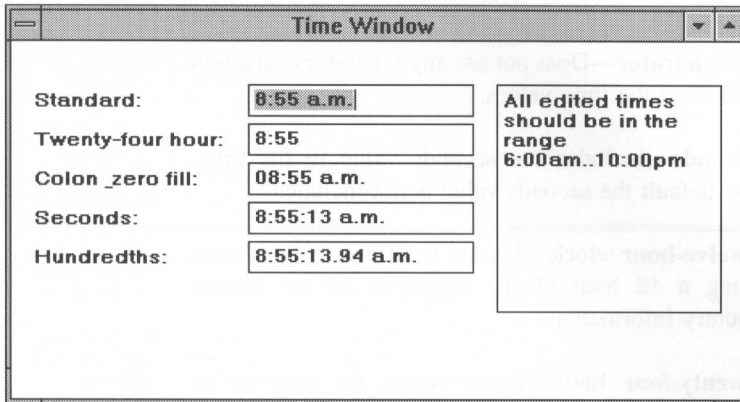 Time Window
Standard: 8:55 a.m.
Twenty-four hour: 8:55
Colon _zero fill: 08:55 a.m.
Seconds: 8:55:13 a.m.
Hundredths: 8:55:13.94 a.m.
All edited times
should be in the
range
6:00am..10:00pm